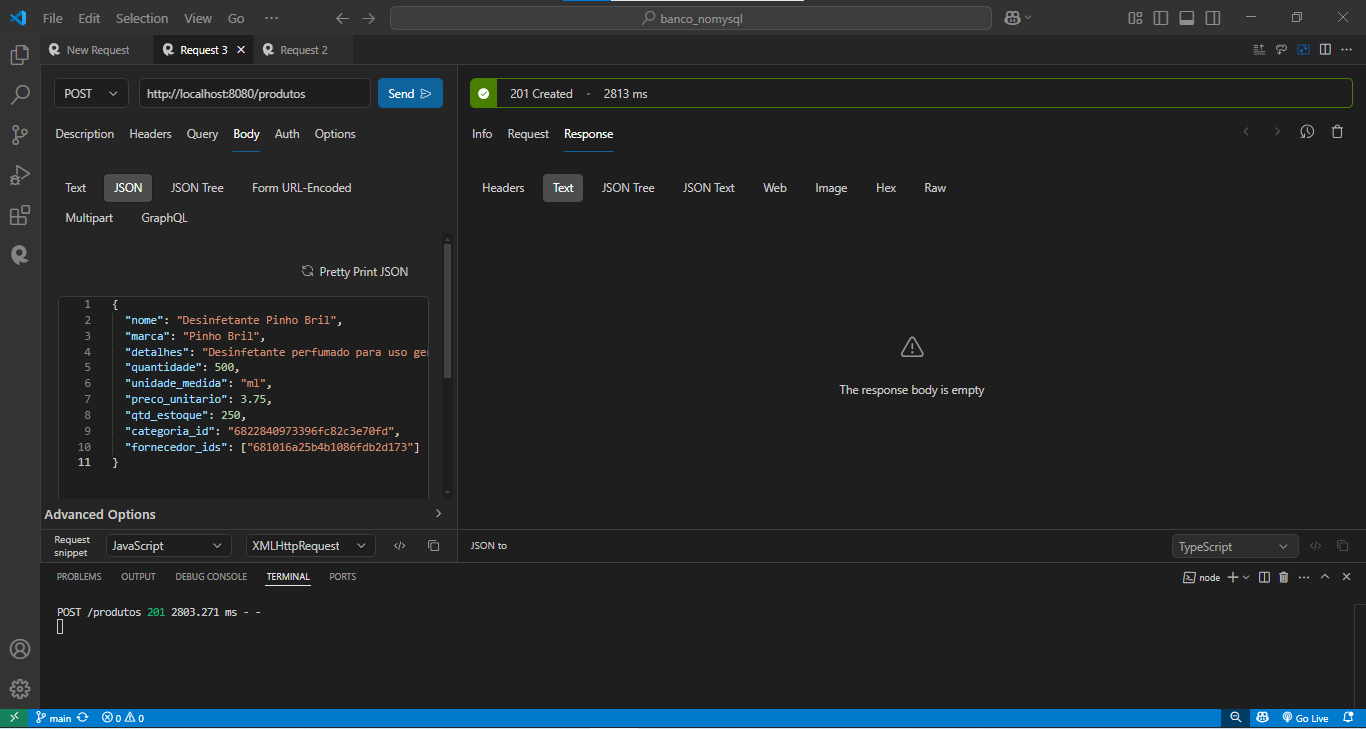 File Edit Selection View Go ··· banco_nomysql
New Request Request 3 Request 2
POST http://localhost:8080/produtos Send
Description Headers Query Body Auth Options
Text JSON JSON Tree Form URL-Encoded
Multipart GraphQL
Pretty Print JSON
1 {
2 "nome": "Desinfetante Pinho Bril",
3 "marca": "Pinho Bril",
4 "detalhes": "Desinfetante perfumado para uso ger
5 "quantidade": 500,
6 "unidade_medida": "ml",
7 "preco_unitario": 3.75,
8 "qtd_estoque": 250,
9 "categoria_id": "6822840973396fc82c3e70fd",
10 "fornecedor_ids": ["681016a25b4b1086fdb2d173"]
11 }
Advanced Options
Request snippet JavaScript XMLHttpRequest
201 Created · 2813 ms
Info Request Response
Headers Text JSON Tree JSON Text Web Image Hex Raw
The response body is empty
JSON to TypeScript
PROBLEMS OUTPUT DEBUG CONSOLE TERMINAL PORTS node
POST /produtos 201 2803.271 ms - -
main 0 0 Go Live